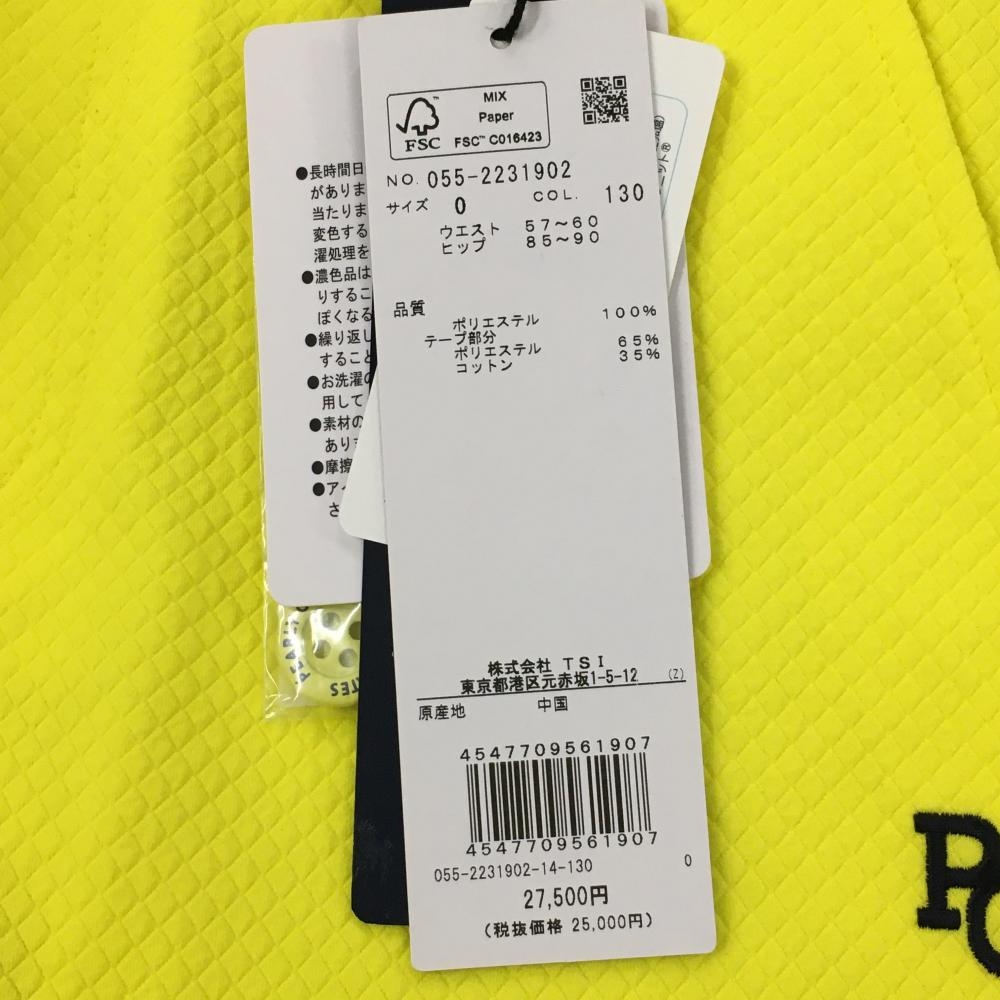 MIX
Paper
FSC™ C016423
FSC
NO. 055-2231902
サイズ 0 COL. 130
ウエスト 57～60
ヒップ 85～90
品質
ポリエステル 100%
テープ部分
ポリエステル 65%
コットン 35%
株式会社 TSI
東京都港区元赤坂1-5-12 (Z)
原産地 中国
4547709561907
4547709561907
055-2231902-14-130 0
27,500円
(税抜価格 25,000円)
●長時間日
がありま
当たりま
変色する
濯処理を
●濃色品は
りするこ
ぽくなる
●繰り返し
すること
●お洗濯の
用して
●素材の
あり
●摩擦
●アイ
さ
PEARLY
TES